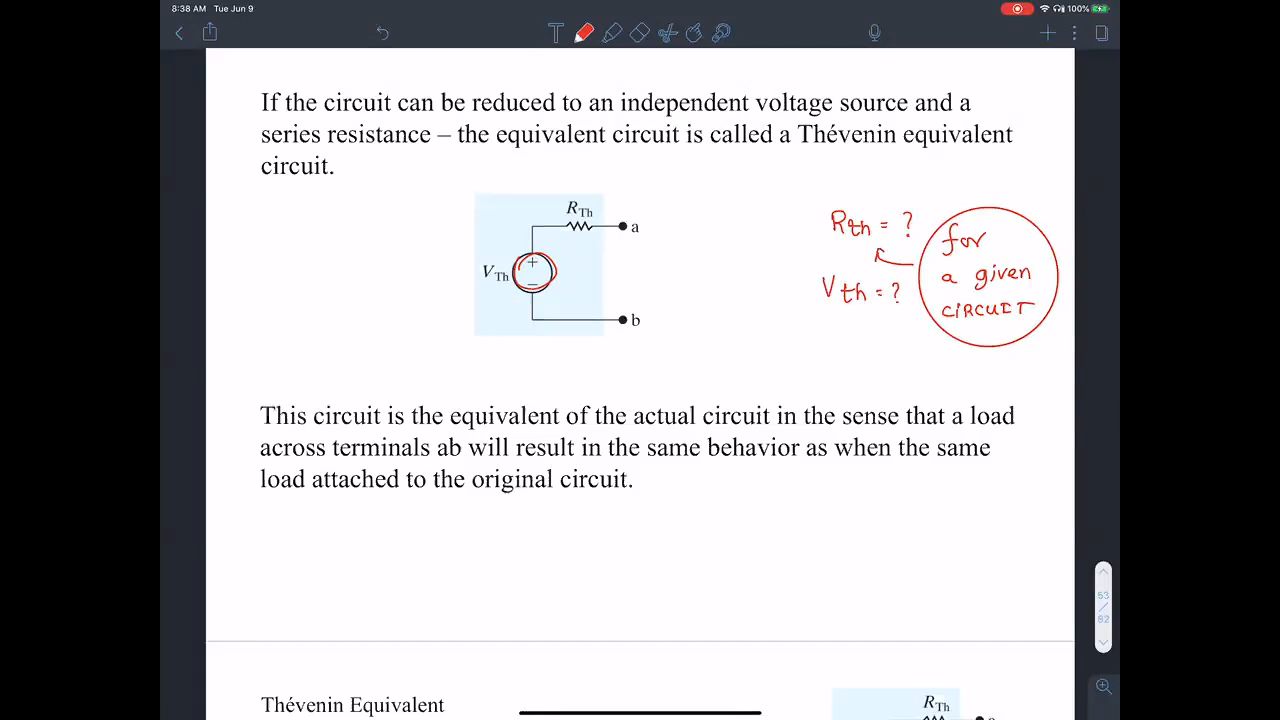 8:38 AM Tue Jun 9
100%
If the circuit can be reduced to an independent voltage source and a
series resistance – the equivalent circuit is called a Thévenin equivalent
circuit.
RTh
a
VTh
+
–
b
Rth = ?
Vth = ?
for
a given
CIRCUIT
This circuit is the equivalent of the actual circuit in the sense that a load
across terminals ab will result in the same behavior as when the same
load attached to the original circuit.
53
/
82
Thévenin Equivalent
RTh